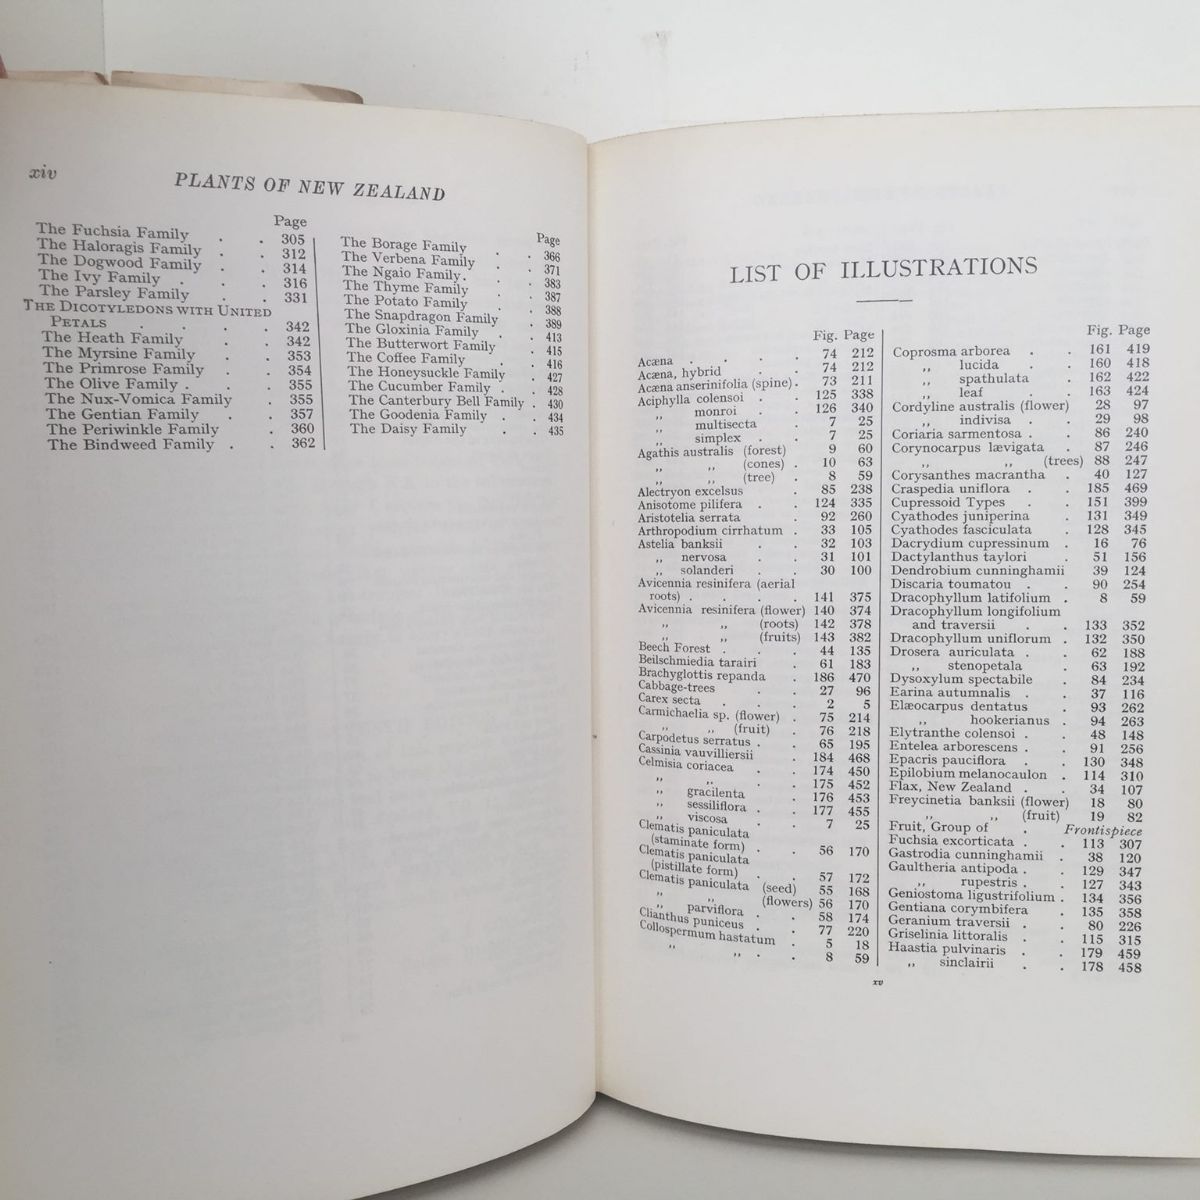 xiv
PLANTS OF NEW ZEALAND
Page
The Fuchsia Family . . 305
The Haloragis Family . . 312
The Dogwood Family . . 314
The Ivy Family . . 316
The Parsley Family . . 331
THE DICOTYLEDONS WITH UNITED
PETALS . . . . 342
The Heath Family . . 342
The Myrsine Family . . 353
The Primrose Family . . 354
The Olive Family . . 355
The Nux-Vomica Family . 355
The Gentian Family . . 357
The Periwinkle Family . 360
The Bindweed Family . . 362
Page
The Borage Family . . 366
The Verbena Family . . 371
The Ngaio Family . . 383
The Thyme Family . . 387
The Potato Family . . 388
The Snapdragon Family . 389
The Gloxinia Family . . 413
The Butterwort Family . 415
The Coffee Family . . 416
The Honeysuckle Family . 427
The Cucumber Family . . 428
The Canterbury Bell Family . 430
The Goodenia Family . . 434
The Daisy Family . . 435
LIST OF ILLUSTRATIONS
Fig. Page
Acæna . . . . 74 212
Acæna, hybrid . . 74 212
Acæna anserinifolia (spine) . 73 211
Aciphylla colensoi . . 125 338
,, monroi . . 126 340
,, multisecta . 7 25
,, simplex . . 7 25
Agathis australis (forest) 9 60
,, ,, (cones) . 10 63
,, ,, (tree) . 8 59
Alectryon excelsus . 85 238
Anisotome pilifera . . 124 335
Aristotelia serrata . 92 260
Arthropodium cirrhatum . 33 105
Astelia banksii . . 32 103
,, nervosa . . 31 101
,, solanderi . . 30 100
Avicennia resinifera (aerial
roots) . . . . 141 375
Avicennia resinifera (flower) 140 374
,, ,, (roots) 142 378
,, ,, (fruits) 143 382
Beech Forest . . . 44 135
Beilschmiedia tarairi . 61 183
Brachyglottis repanda . 186 470
Cabbage-trees . . 27 96
Carex secta . . . 2 5
Carmichaelia sp. (flower) . 75 214
,, ,, (fruit) . 76 218
Carpodetus serratus . . 65 195
Cassinia vauvilliersii . 184 468
Celmisia coriacea . . 174 450
,, ,, . . 175 452
,, gracilenta . 176 453
,, sessiliflora . . 177 455
,, viscosa . . 7 25
Clematis paniculata
(staminate form) . . 56 170
Clematis paniculata
(pistillate form) . . 57 172
Clematis paniculata (seed) 55 168
,, ,, (flowers) 56 170
,, parviflora . . 58 174
Clianthus puniceus . . 77 220
Collospermum hastatum . 5 18
,, ,, . . 8 59
Fig. Page
Coprosma arborea . . 161 419
,, lucida . . 160 418
,, spathulata . 162 422
,, leaf . . 163 424
Cordyline australis (flower) 28 97
,, indivisa . . 29 98
Coriaria sarmentosa . . 86 240
Corynocarpus lævigata . 87 246
,, ,, (trees) 88 247
Corysanthes macrantha . 40 127
Craspedia uniflora . . 185 469
Cupressoid Types . . 151 399
Cyathodes juniperina . 131 349
Cyathodes fasciculata . 128 345
Dacrydium cupressinum . 16 76
Dactylanthus taylori . 51 156
Dendrobium cunninghamii 39 124
Discaria toumatou . . 90 254
Dracophyllum latifolium . 8 59
Dracophyllum longifolium
and traversii . . 133 352
Dracophyllum uniflorum . 132 350
Drosera auriculata . . 62 188
,, stenopetala . 63 192
Dysoxylum spectabile . 84 234
Earina autumnalis . . 37 116
Elæocarpus dentatus . 93 262
,, hookerianus . 94 263
Elytranthe colensoi . . 48 148
Entelea arborescens . . 91 256
Epacris pauciflora . . 130 348
Epilobium melanocaulon . 114 310
Flax, New Zealand . . 34 107
Freycinetia banksii (flower) 18 80
,, ,, (fruit) 19 82
Fruit, Group of . Frontispiece
Fuchsia excorticata . . 113 307
Gastrodia cunninghamii . 38 120
Gaultheria antipoda . . 129 347
,, rupestris . . 127 343
Geniostoma ligustrifolium . 134 356
Gentiana corymbifera . 135 358
Geranium traversii . . 80 226
Griselinia littoralis . . 115 315
Haastia pulvinaris . . 179 459
,, sinclairii . . 178 458
xv